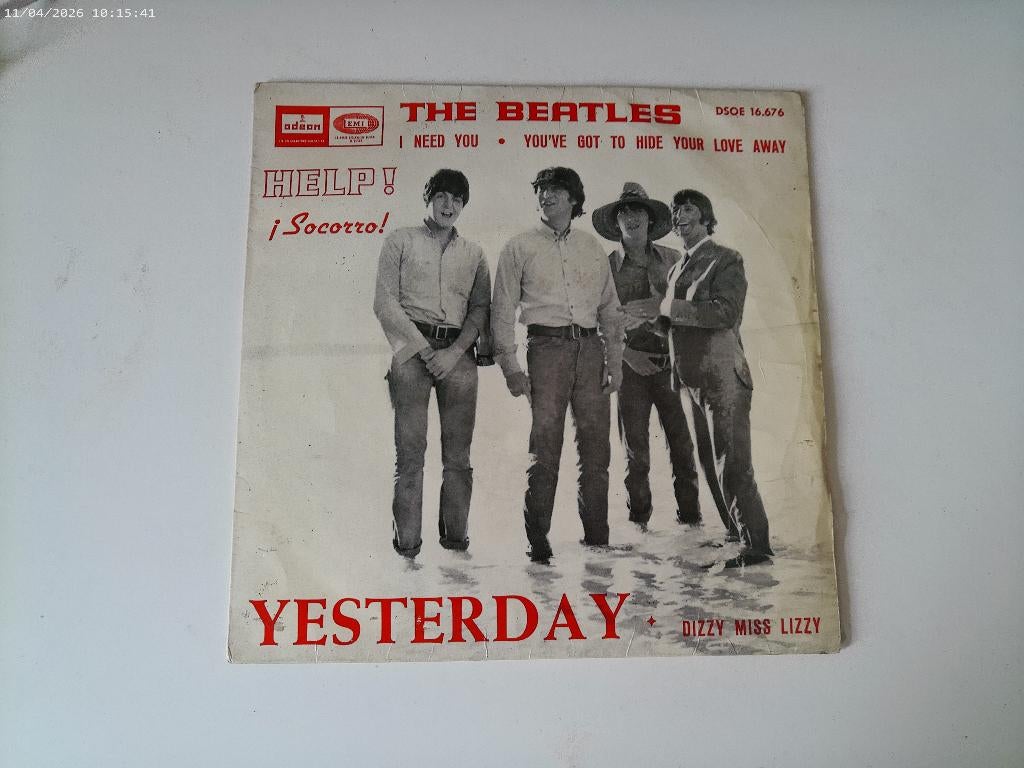 11/04/2026 10:15:41
THE BEATLES
DSOE 16.676
odeon
EMI
I NEED YOU • YOU'VE GOT TO HIDE YOUR LOVE AWAY
HELP!
¡Socorro!
YESTERDAY
DIZZY MISS LIZZY